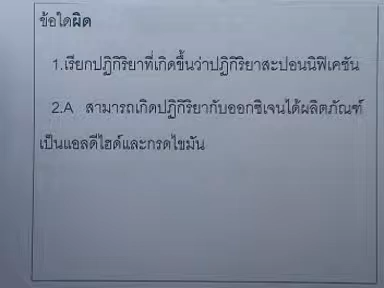 ข้อใดผิด
1.เรียกปฏิกิริยาที่เกิดขึ้นว่าปฏิกิริยาสะปอนนิฟิเคชัน
2.A สามารถเกิดปฏิกิริยากับออกซิเจนได้ผลิตภัณฑ์
เป็นแอลดีไฮด์และกรดไขมัน